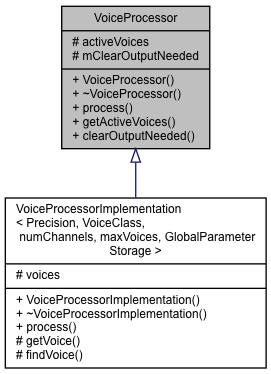 VoiceProcessor
# activeVoices
# mClearOutputNeeded
+ VoiceProcessor()
+ ~VoiceProcessor()
+ process()
+ getActiveVoices()
+ clearOutputNeeded()
VoiceProcessorImplementation
< Precision, VoiceClass,
numChannels, maxVoices, GlobalParameter
Storage >
# voices
+ VoiceProcessorImplementation()
+ ~VoiceProcessorImplementation()
+ process()
# getVoice()
# findVoice()